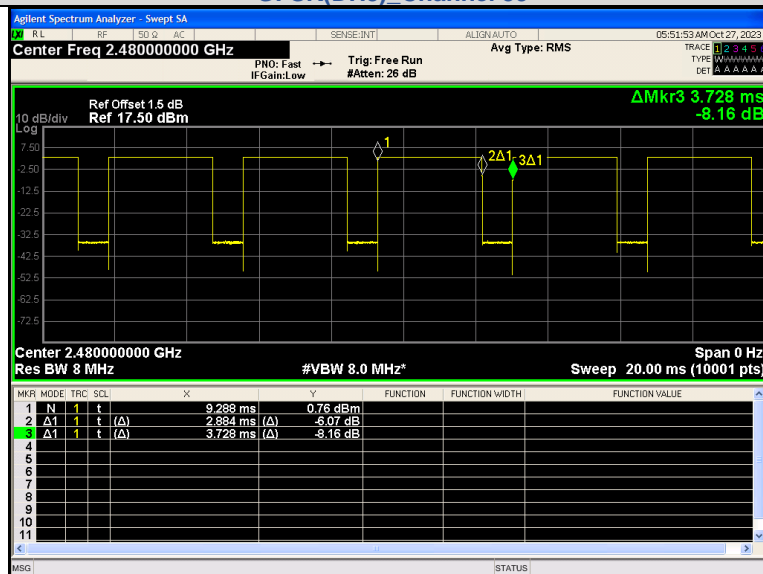 Agilent Spectrum Analyzer - Swept SA
LXI RL RF 50 Ω AC SENSE:INT ALIGN AUTO 05:51:53 AM Oct 27, 2023
Center Freq 2.480000000 GHz Avg Type: RMS TRACE 1 2 3 4 5
PNO: Fast Trig: Free Run TYPE
IFGain:Low #Atten: 26 dB DET A A A A A
ΔMkr3 3.728 ms
-8.16 dB
Ref Offset 1.5 dB
10 dB/div Ref 17.50 dBm
Log
7.50
-2.50
-12.5
-22.5
-32.5
-42.5
-52.5
-62.5
-72.5
1
2Δ1
3Δ1
Center 2.480000000 GHz Span 0 Hz
Res BW 8 MHz #VBW 8.0 MHz* Sweep 20.00 ms (10001 pts)
MKR MODE TRC SCL X Y FUNCTION FUNCTION WIDTH FUNCTION VALUE
1 N 1 t 9.288 ms 0.76 dBm
2 Δ1 1 t (Δ) 2.884 ms (Δ) -6.07 dB
3 Δ1 1 t (Δ) 3.728 ms (Δ) -8.16 dB
4
5
6
7
8
9
10
11
MSG STATUS